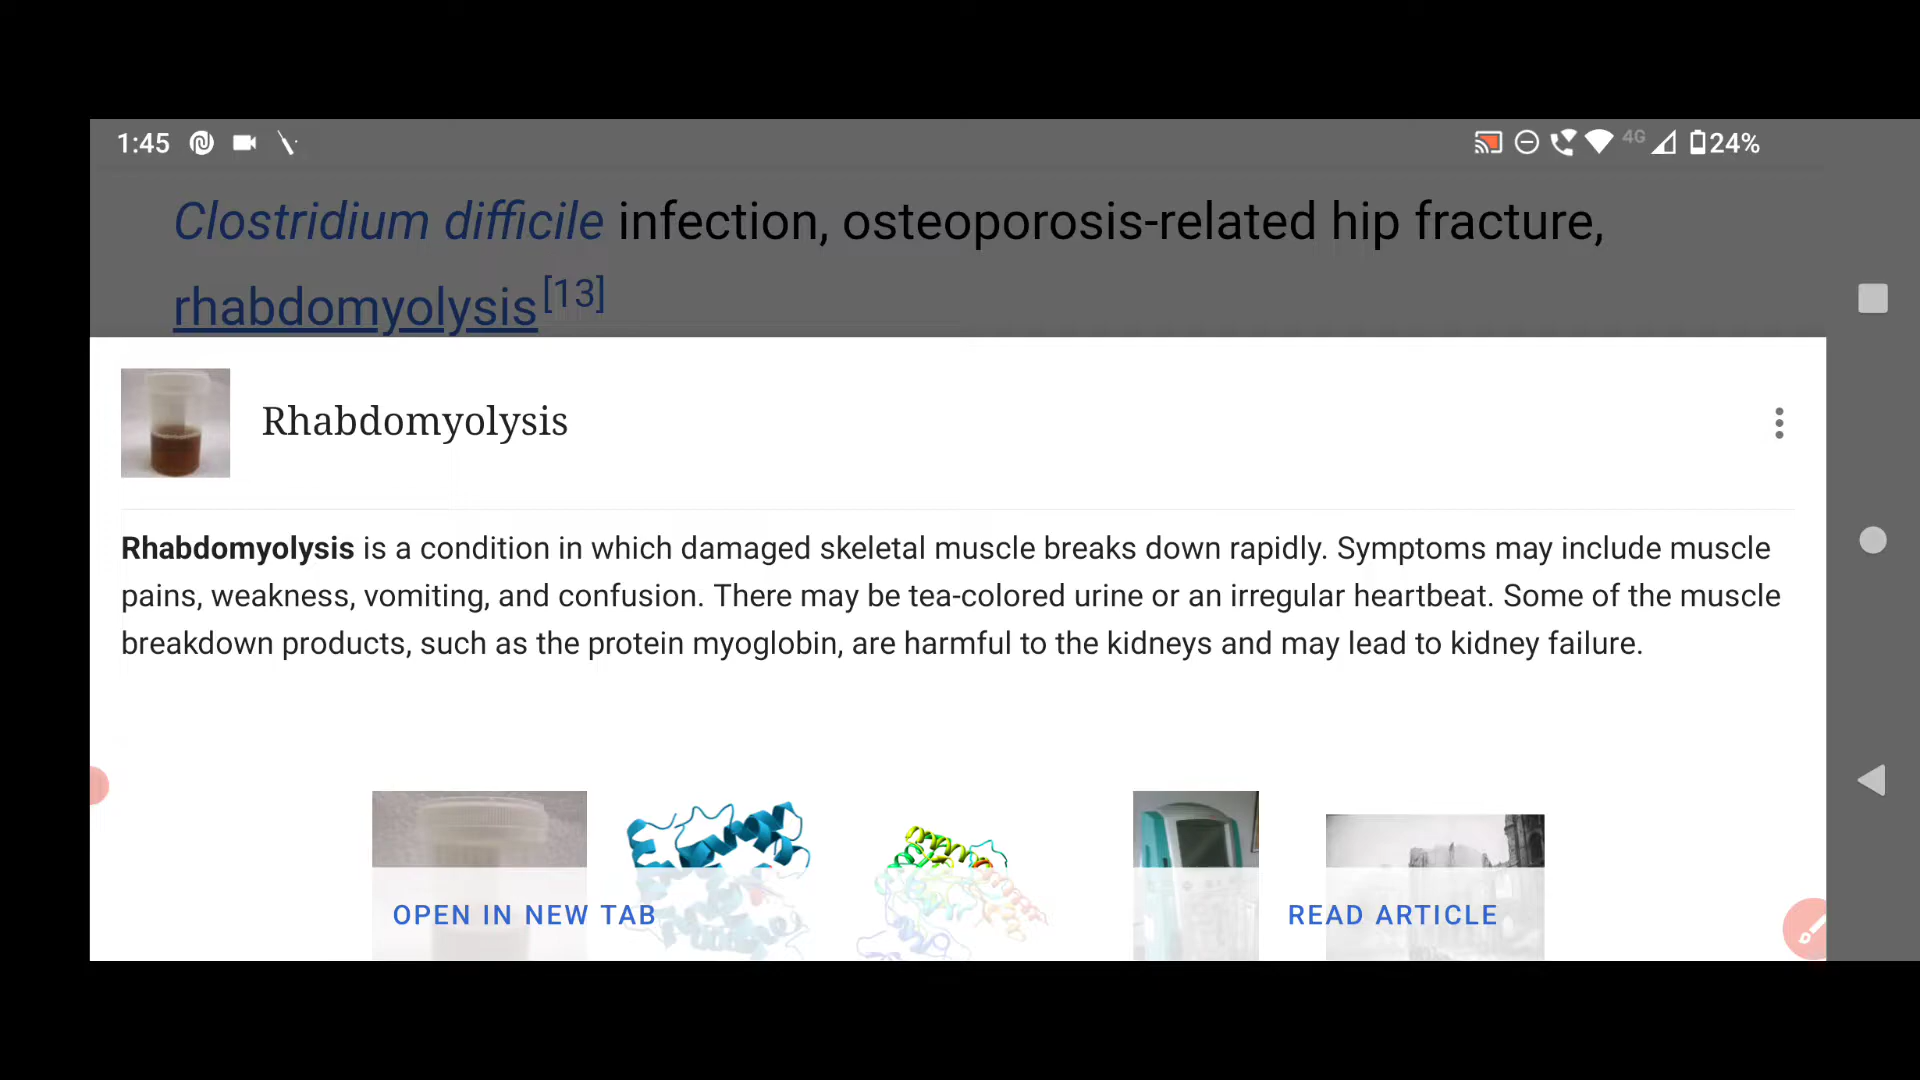 1:45 4G 24%
Clostridium difficile infection, osteoporosis-related hip fracture,
rhabdomyolysis[13]
Rhabdomyolysis
Rhabdomyolysis is a condition in which damaged skeletal muscle breaks down rapidly. Symptoms may include muscle
pains, weakness, vomiting, and confusion. There may be tea-colored urine or an irregular heartbeat. Some of the muscle
breakdown products, such as the protein myoglobin, are harmful to the kidneys and may lead to kidney failure.
OPEN IN NEW TAB READ ARTICLE